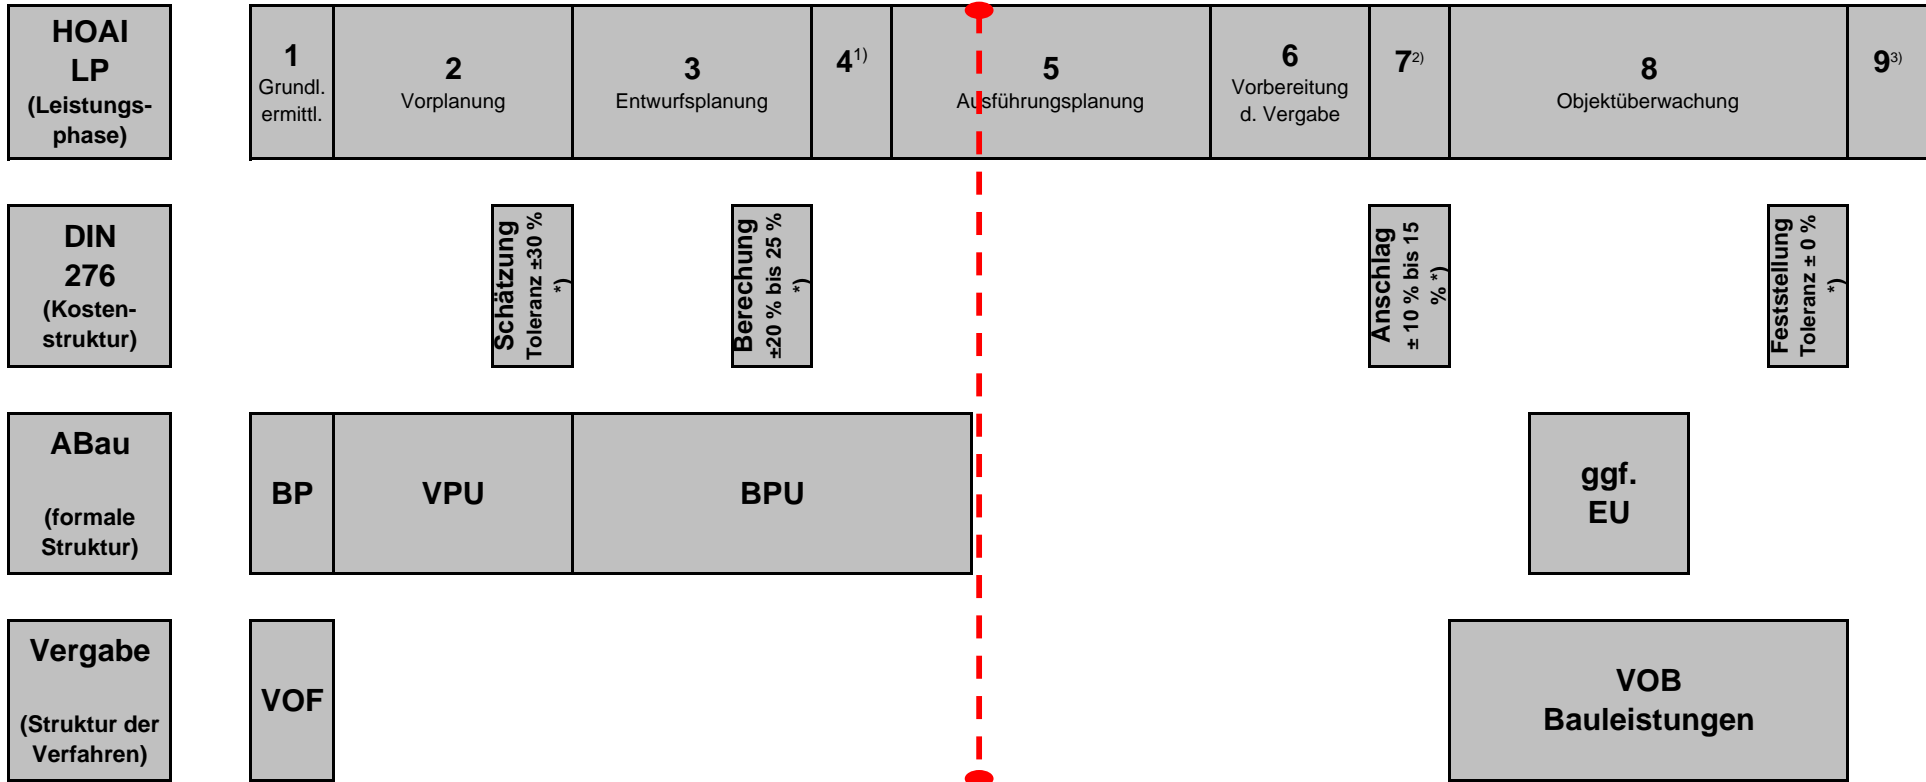 HOAI
LP
(Leistungs-
phase)
1
Grundl.
ermittl.
2
Vorplanung
3
Entwurfsplanung
4¹⁾
5
Ausführungsplanung
6
Vorbereitung
d. Vergabe
7²⁾
8
Objektüberwachung
9³⁾
DIN
276
(Kosten-
struktur)
Schätzung
Toleranz ±30 %
*)
Berechung
±20 % bis 25 %
*)
Anschlag
± 10 % bis 15
% *)
Feststellung
Toleranz ± 0 %
*)
ABau
(formale
Struktur)
BP
VPU
BPU
ggf.
EU
Vergabe
(Struktur der
Verfahren)
VOF
VOB
Bauleistungen